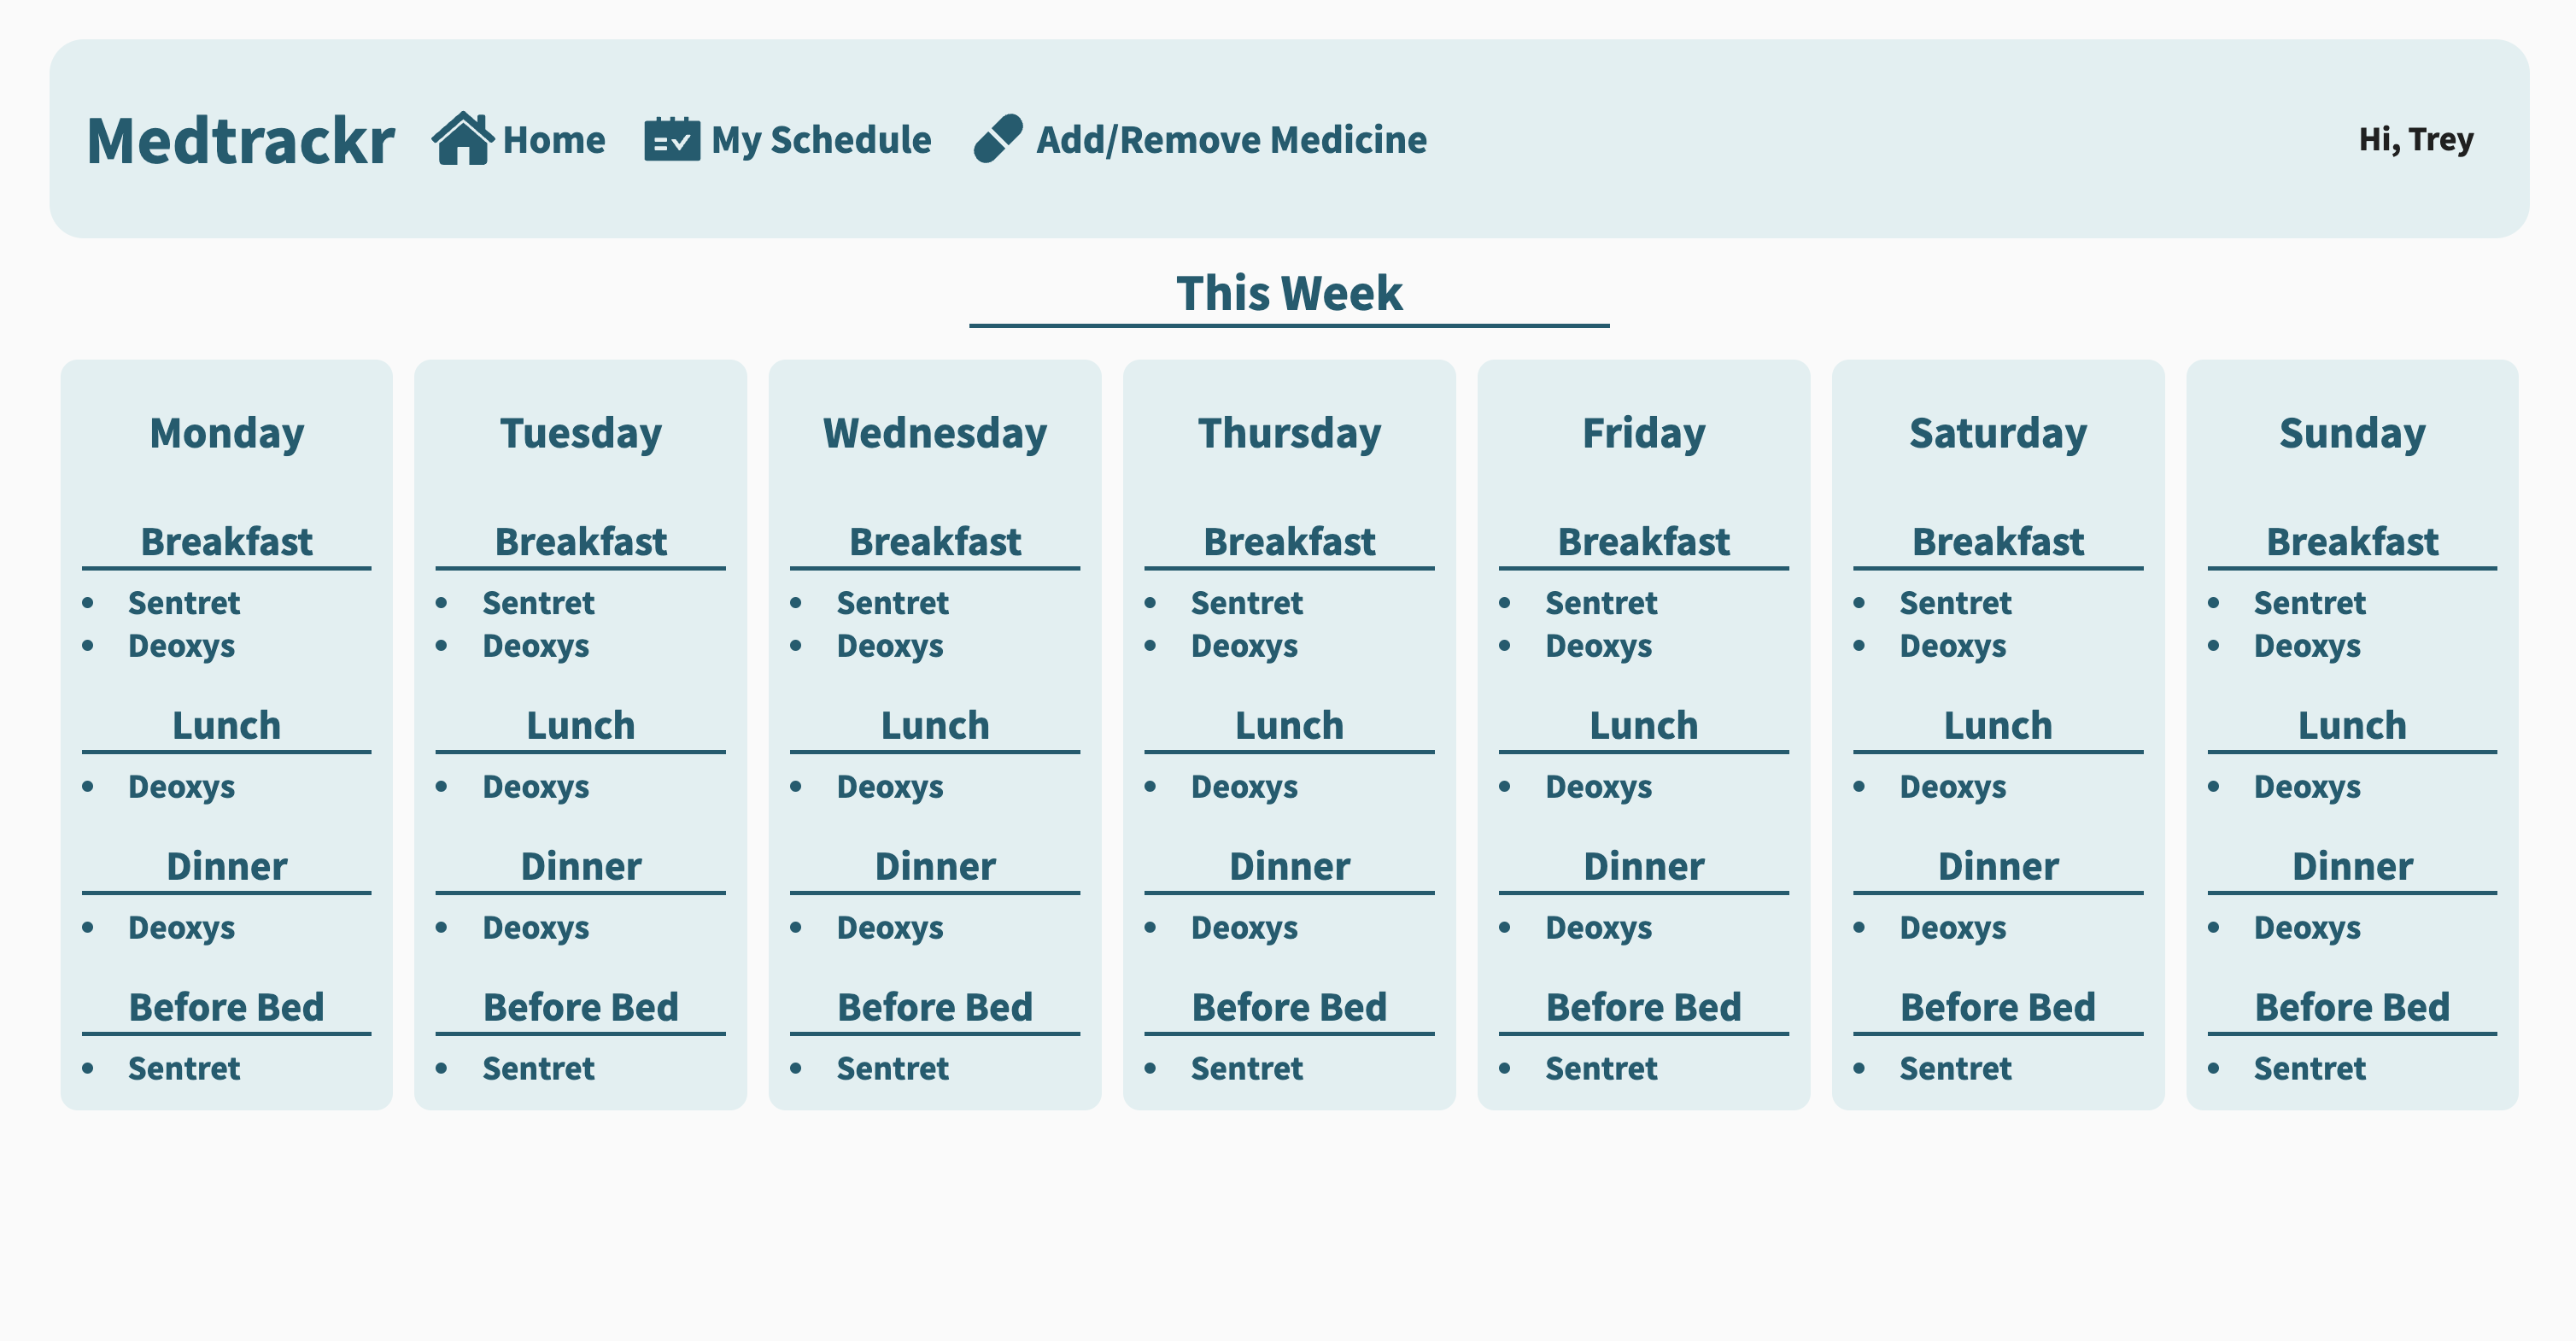 Medtrackr Home My Schedule Add/Remove Medicine Hi, Trey
This Week
Monday
Breakfast
• Sentret
• Deoxys
Lunch
• Deoxys
Dinner
• Deoxys
Before Bed
• Sentret
Tuesday
Breakfast
• Sentret
• Deoxys
Lunch
• Deoxys
Dinner
• Deoxys
Before Bed
• Sentret
Wednesday
Breakfast
• Sentret
• Deoxys
Lunch
• Deoxys
Dinner
• Deoxys
Before Bed
• Sentret
Thursday
Breakfast
• Sentret
• Deoxys
Lunch
• Deoxys
Dinner
• Deoxys
Before Bed
• Sentret
Friday
Breakfast
• Sentret
• Deoxys
Lunch
• Deoxys
Dinner
• Deoxys
Before Bed
• Sentret
Saturday
Breakfast
• Sentret
• Deoxys
Lunch
• Deoxys
Dinner
• Deoxys
Before Bed
• Sentret
Sunday
Breakfast
• Sentret
• Deoxys
Lunch
• Deoxys
Dinner
• Deoxys
Before Bed
• Sentret